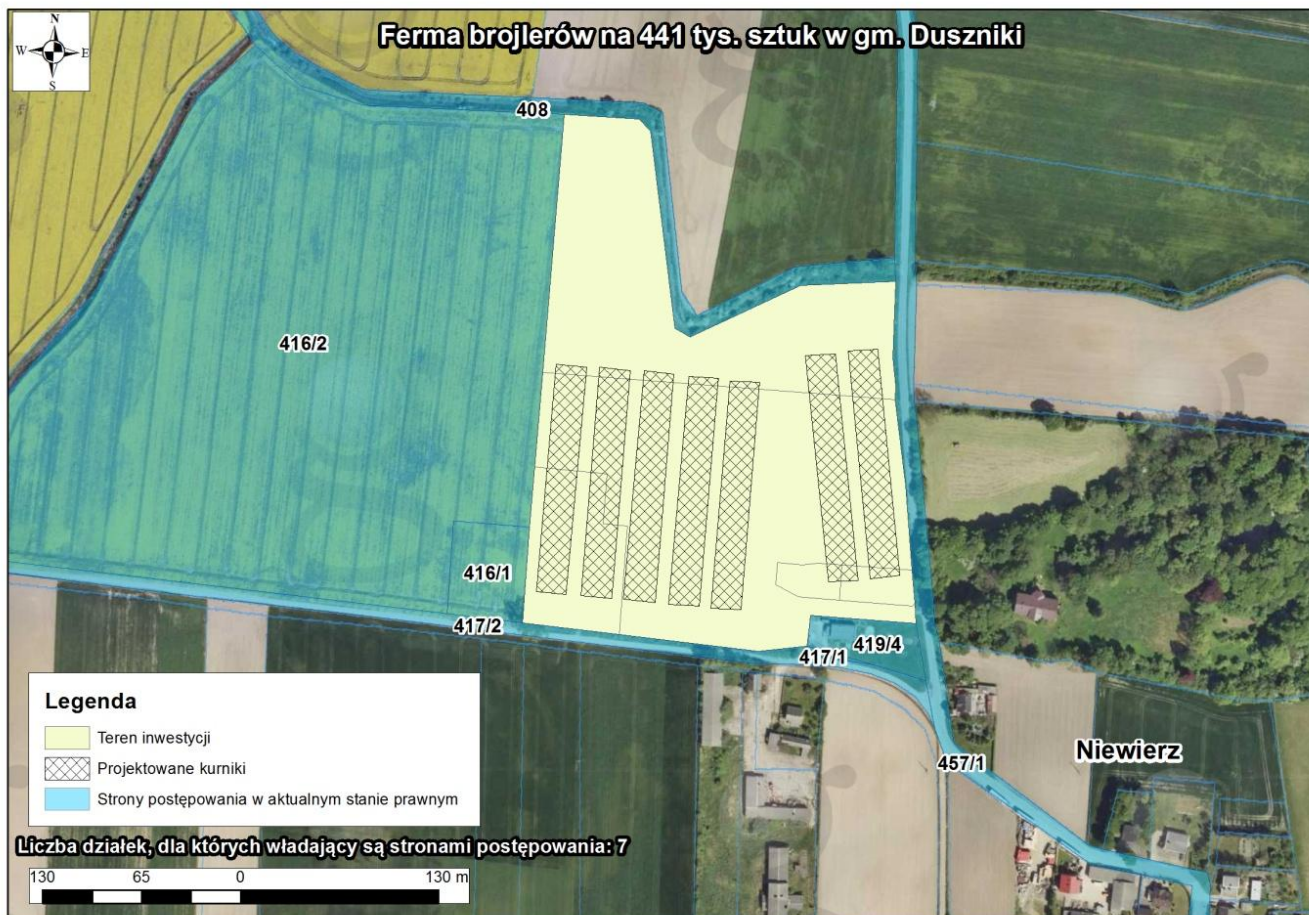 N
W E
S
Ferma brojlerów na 441 tys. sztuk w gm. Duszniki
408
416/2
416/1
417/2
417/1
419/4
457/1
Niewierz
Legenda
Teren inwestycji
Projektowane kurniki
Strony postępowania w aktualnym stanie prawnym
Liczba działek, dla których władający są stronami postępowania: 7
130 65 0 130 m